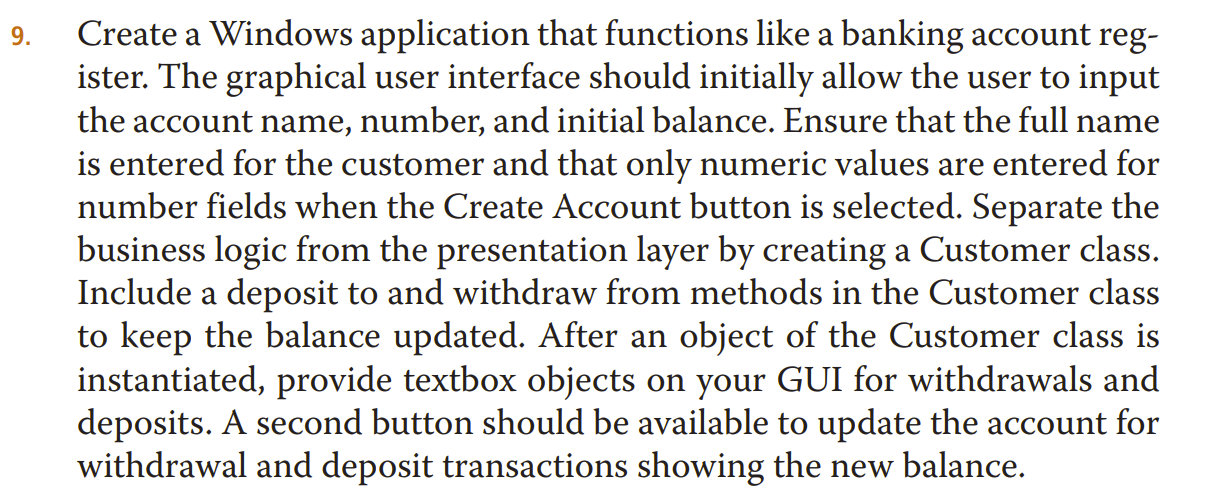 9. Create a Windows application that functions like a banking account reg-
ister. The graphical user interface should initially allow the user to input
the account name, number, and initial balance. Ensure that the full name
is entered for the customer and that only numeric values are entered for
number fields when the Create Account button is selected. Separate the
business logic from the presentation layer by creating a Customer class.
Include a deposit to and withdraw from methods in the Customer class
to keep the balance updated. After an object of the Customer class is
instantiated, provide textbox objects on your GUI for withdrawals and
deposits. A second button should be available to update the account for
withdrawal and deposit transactions showing the new balance.